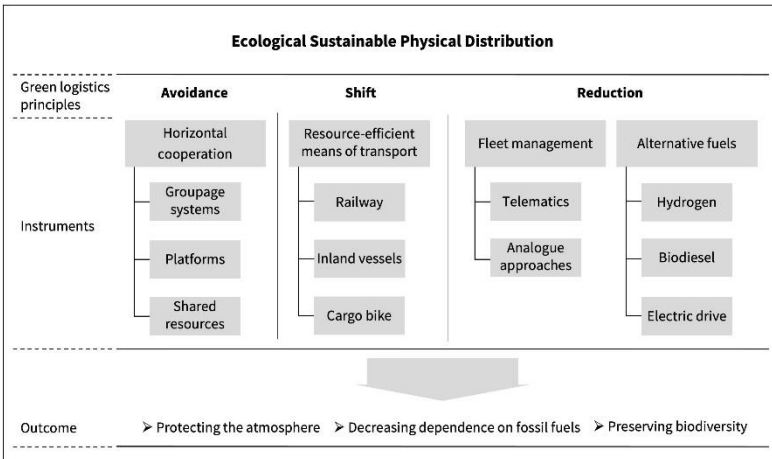 Ecological Sustainable Physical Distribution
Green logistics
principles
Avoidance
Shift
Reduction
Instruments
Horizontal
cooperation
Groupage
systems
Platforms
Shared
resources
Resource-efficient
means of transport
Railway
Inland vessels
Cargo bike
Fleet management
Telematics
Analogue
approaches
Alternative fuels
Hydrogen
Biodiesel
Electric drive
Outcome
➢ Protecting the atmosphere ➢ Decreasing dependence on fossil fuels ➢ Preserving biodiversity